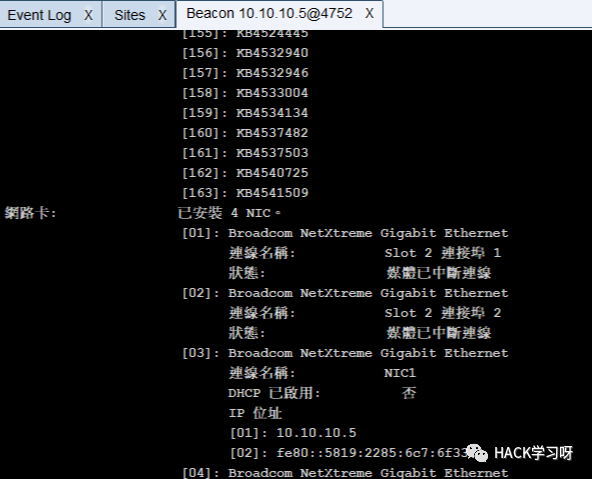 Event Log X Sites X Beacon 10.10.10.5@4752 X
[155]: KB4524445
[156]: KB4532940
[157]: KB4532946
[158]: KB4533004
[159]: KB4534134
[160]: KB4537482
[161]: KB4537503
[162]: KB4540725
[163]: KB4541509
網路卡: 已安裝 4 NIC。
[01]: Broadcom NetXtreme Gigabit Ethernet
連線名稱: Slot 2 連接埠 1
狀態: 媒體已中斷連線
[02]: Broadcom NetXtreme Gigabit Ethernet
連線名稱: Slot 2 連接埠 2
狀態: 媒體已中斷連線
[03]: Broadcom NetXtreme Gigabit Ethernet
連線名稱: NIC1
DHCP 已啟用: 否
IP 位址
[01]: 10.10.10.5
[02]: fe80::5819:2285:6c7:6f33
HACK学习呀
[04]: Broadcom NetXtreme Gigabit Ethernet